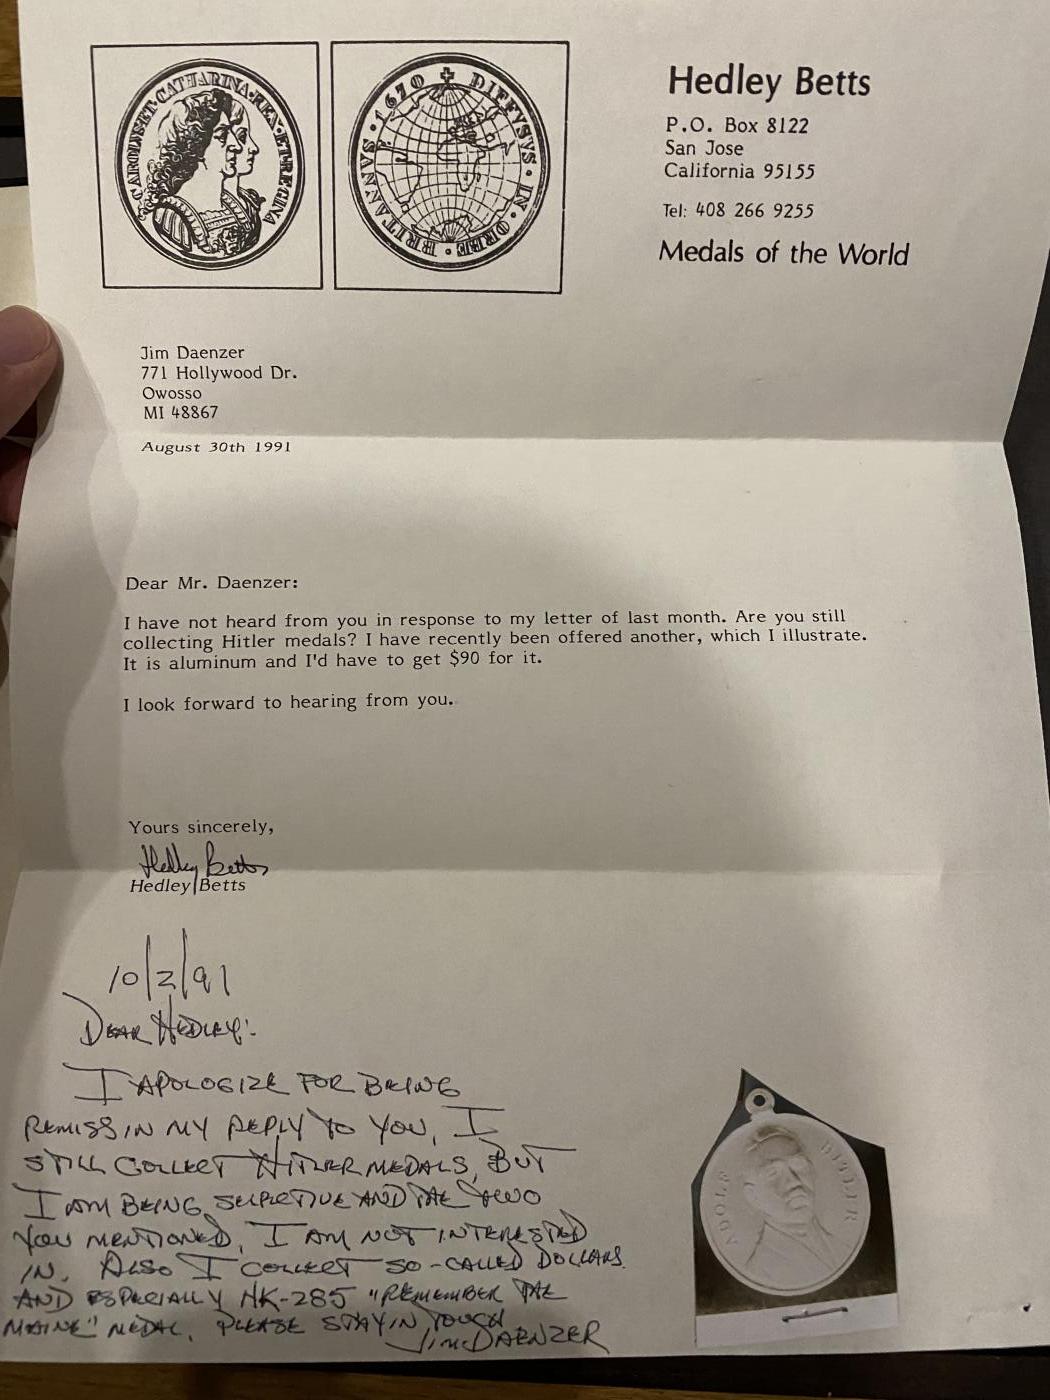 CAROLVS·ET·CATHARINA·REX·ET·REGINA
DIFFVSVS·IN·ORBE·BRITANNVS·1670
Hedley Betts
P.O. Box 8122
San Jose
California 95155
Tel: 408 266 9255
Medals of the World
Jim Daenzer
771 Hollywood Dr.
Owosso
MI 48867
August 30th 1991
Dear Mr. Daenzer:
I have not heard from you in response to my letter of last month. Are you still
collecting Hitler medals? I have recently been offered another, which I illustrate.
It is aluminum and I'd have to get $90 for it.
I look forward to hearing from you.
Yours sincerely,
Hedley Betts
Hedley Betts
10/2/91
DEAR HEDLEY:
I APOLOGIZE FOR BEING
REMISS IN MY REPLY TO YOU, I
STILL COLLECT HITLER MEDALS, BUT
I AM BEING SELECTIVE AND THE TWO
YOU MENTIONED, I AM NOT INTERESTED
IN. ALSO I COLLECT SO-CALLED DOLLARS
AND ESPECIALLY HK-285 "REMEMBER THE
MAINE" MEDAL. PLEASE STAY IN TOUCH
JIM DAENZER
ADOLF HITLER